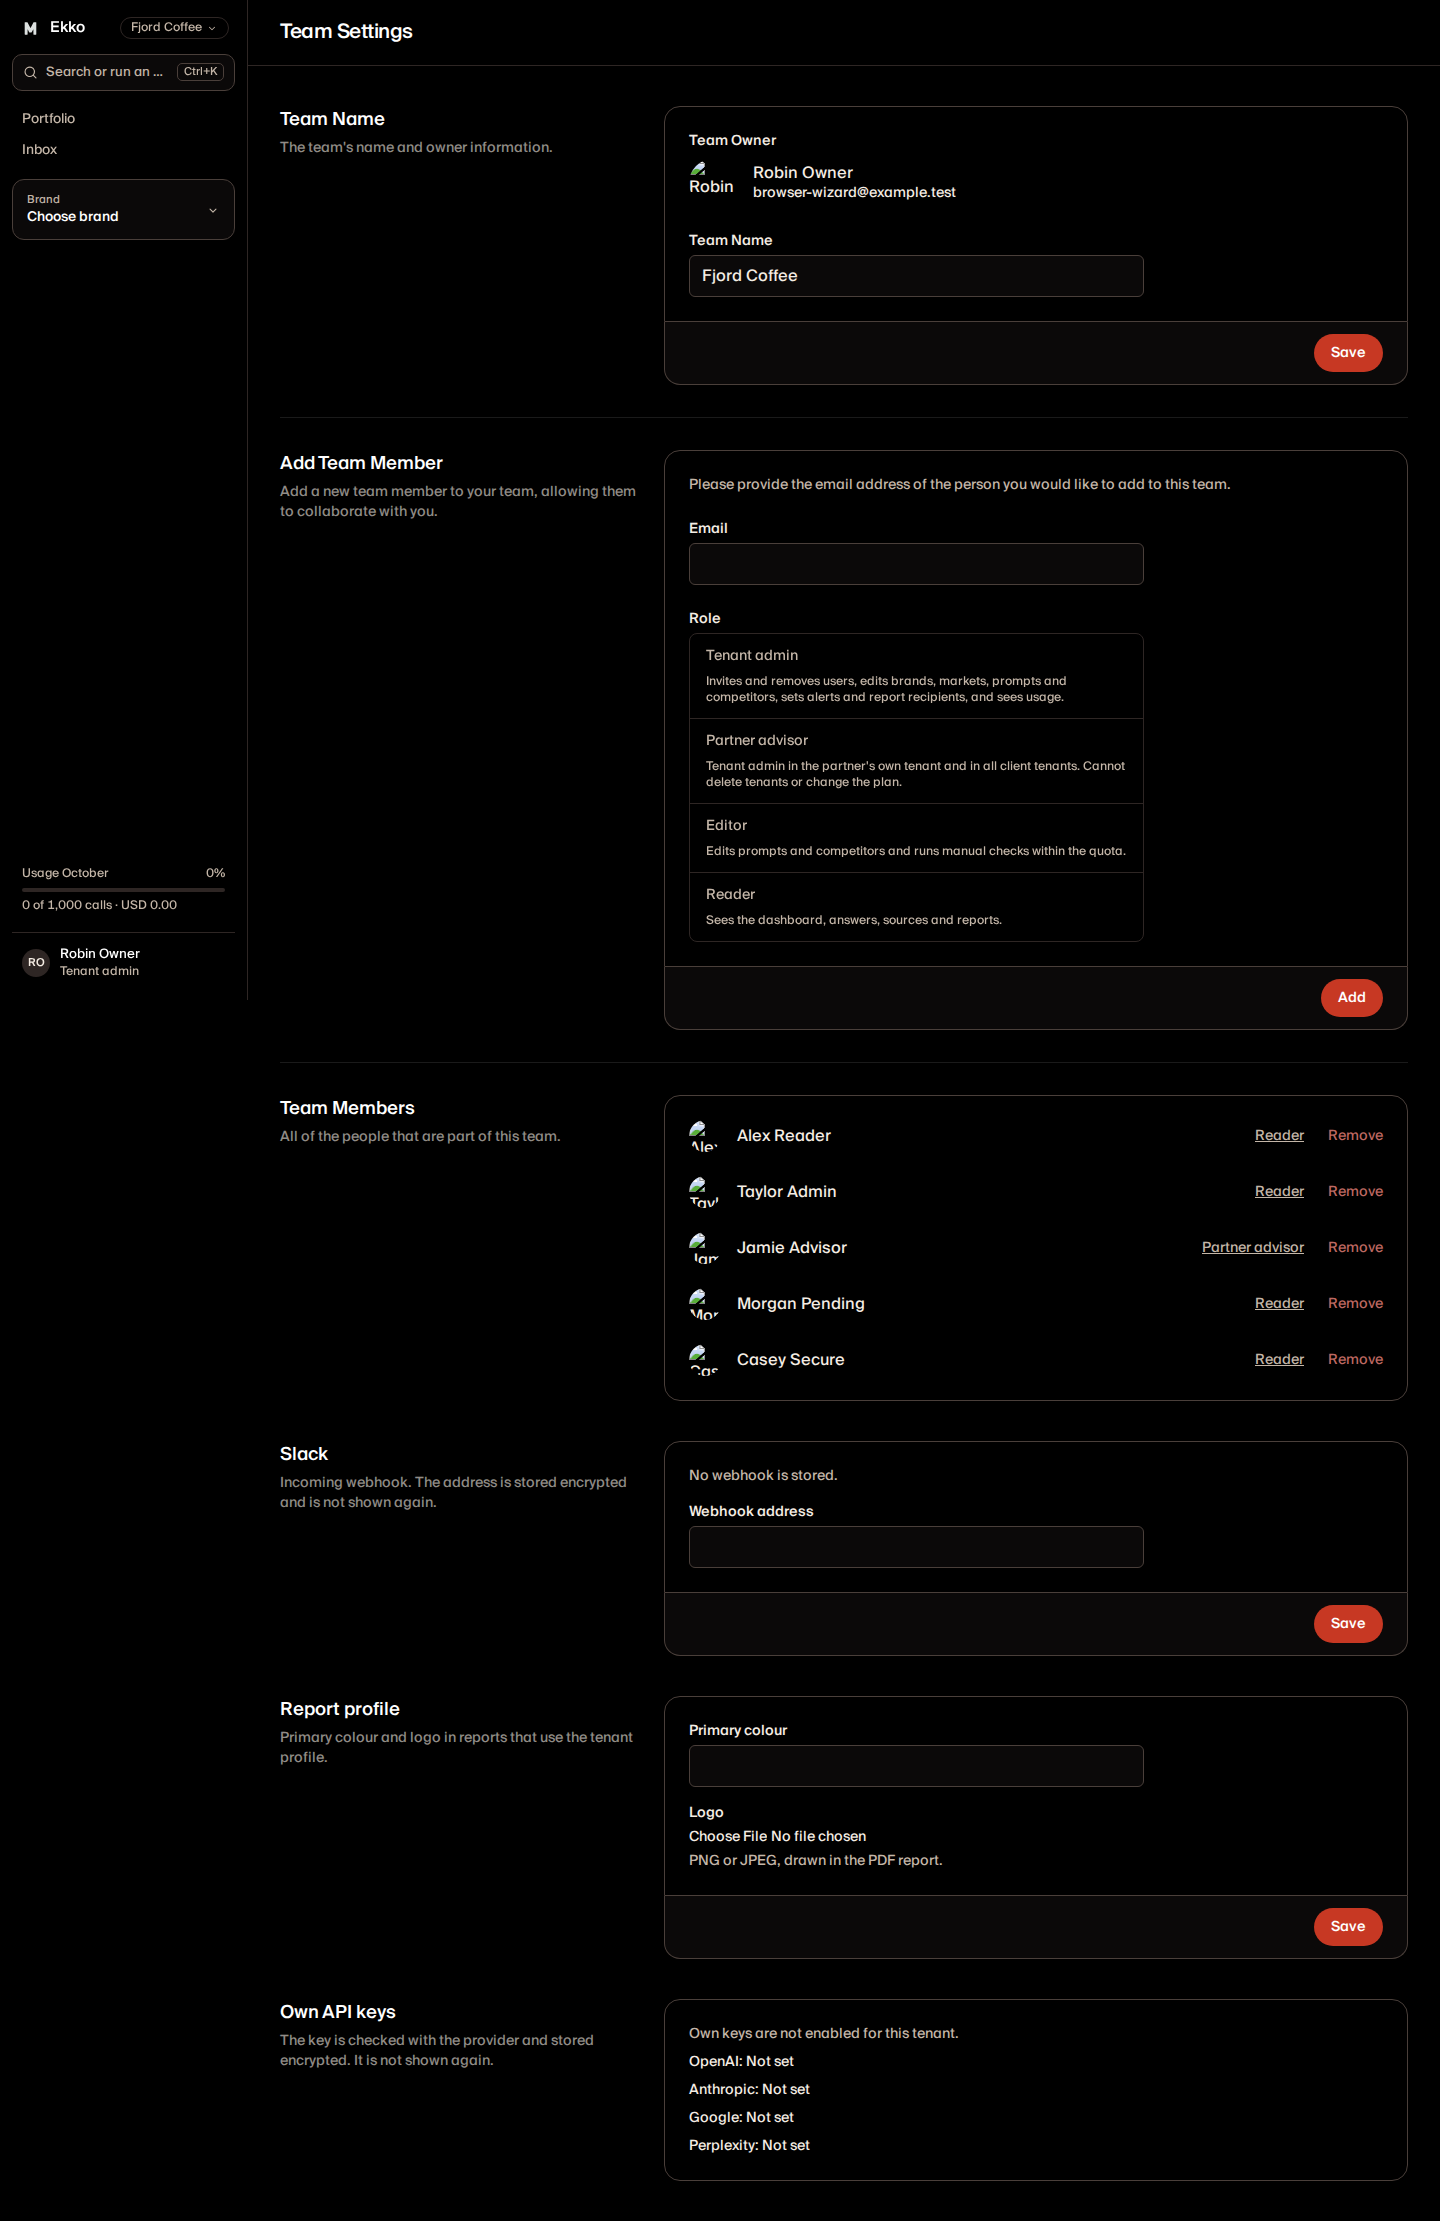 Ekko
Fjord Coffee
Search or run an ...
Ctrl+K
Portfolio
Inbox
Brand
Choose brand
Usage October
0%
0 of 1,000 calls · USD 0.00
RO
Robin Owner
Tenant admin
Team Settings
Team Name
The team's name and owner information.
Team Owner
Robin
Robin Owner
browser-wizard@example.test
Team Name
Fjord Coffee
Save
Add Team Member
Add a new team member to your team, allowing them
to collaborate with you.
Please provide the email address of the person you would like to add to this team.
Email
Role
Tenant admin
Invites and removes users, edits brands, markets, prompts and
competitors, sets alerts and report recipients, and sees usage.
Partner advisor
Tenant admin in the partner's own tenant and in all client tenants. Cannot
delete tenants or change the plan.
Editor
Edits prompts and competitors and runs manual checks within the quota.
Reader
Sees the dashboard, answers, sources and reports.
Add
Team Members
All of the people that are part of this team.
Alex Reader
Reader
Remove
Taylor Admin
Reader
Remove
Jamie Advisor
Partner advisor
Remove
Morgan Pending
Reader
Remove
Casey Secure
Reader
Remove
Slack
Incoming webhook. The address is stored encrypted
and is not shown again.
No webhook is stored.
Webhook address
Save
Report profile
Primary colour and logo in reports that use the tenant
profile.
Primary colour
Logo
Choose File No file chosen
PNG or JPEG, drawn in the PDF report.
Save
Own API keys
The key is checked with the provider and stored
encrypted. It is not shown again.
Own keys are not enabled for this tenant.
OpenAI: Not set
Anthropic: Not set
Google: Not set
Perplexity: Not set